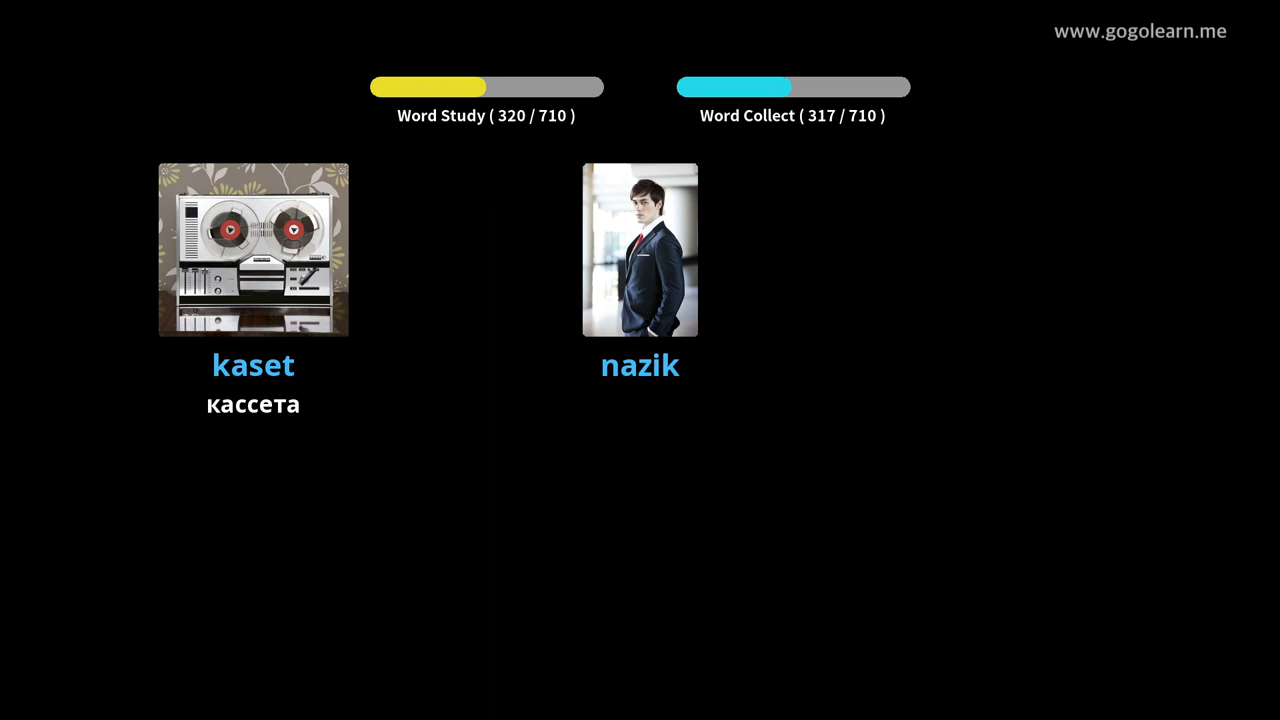 www.gogolearn.me
Word Study ( 320 / 710 )
Word Collect ( 317 / 710 )
kaset
кассета
nazik